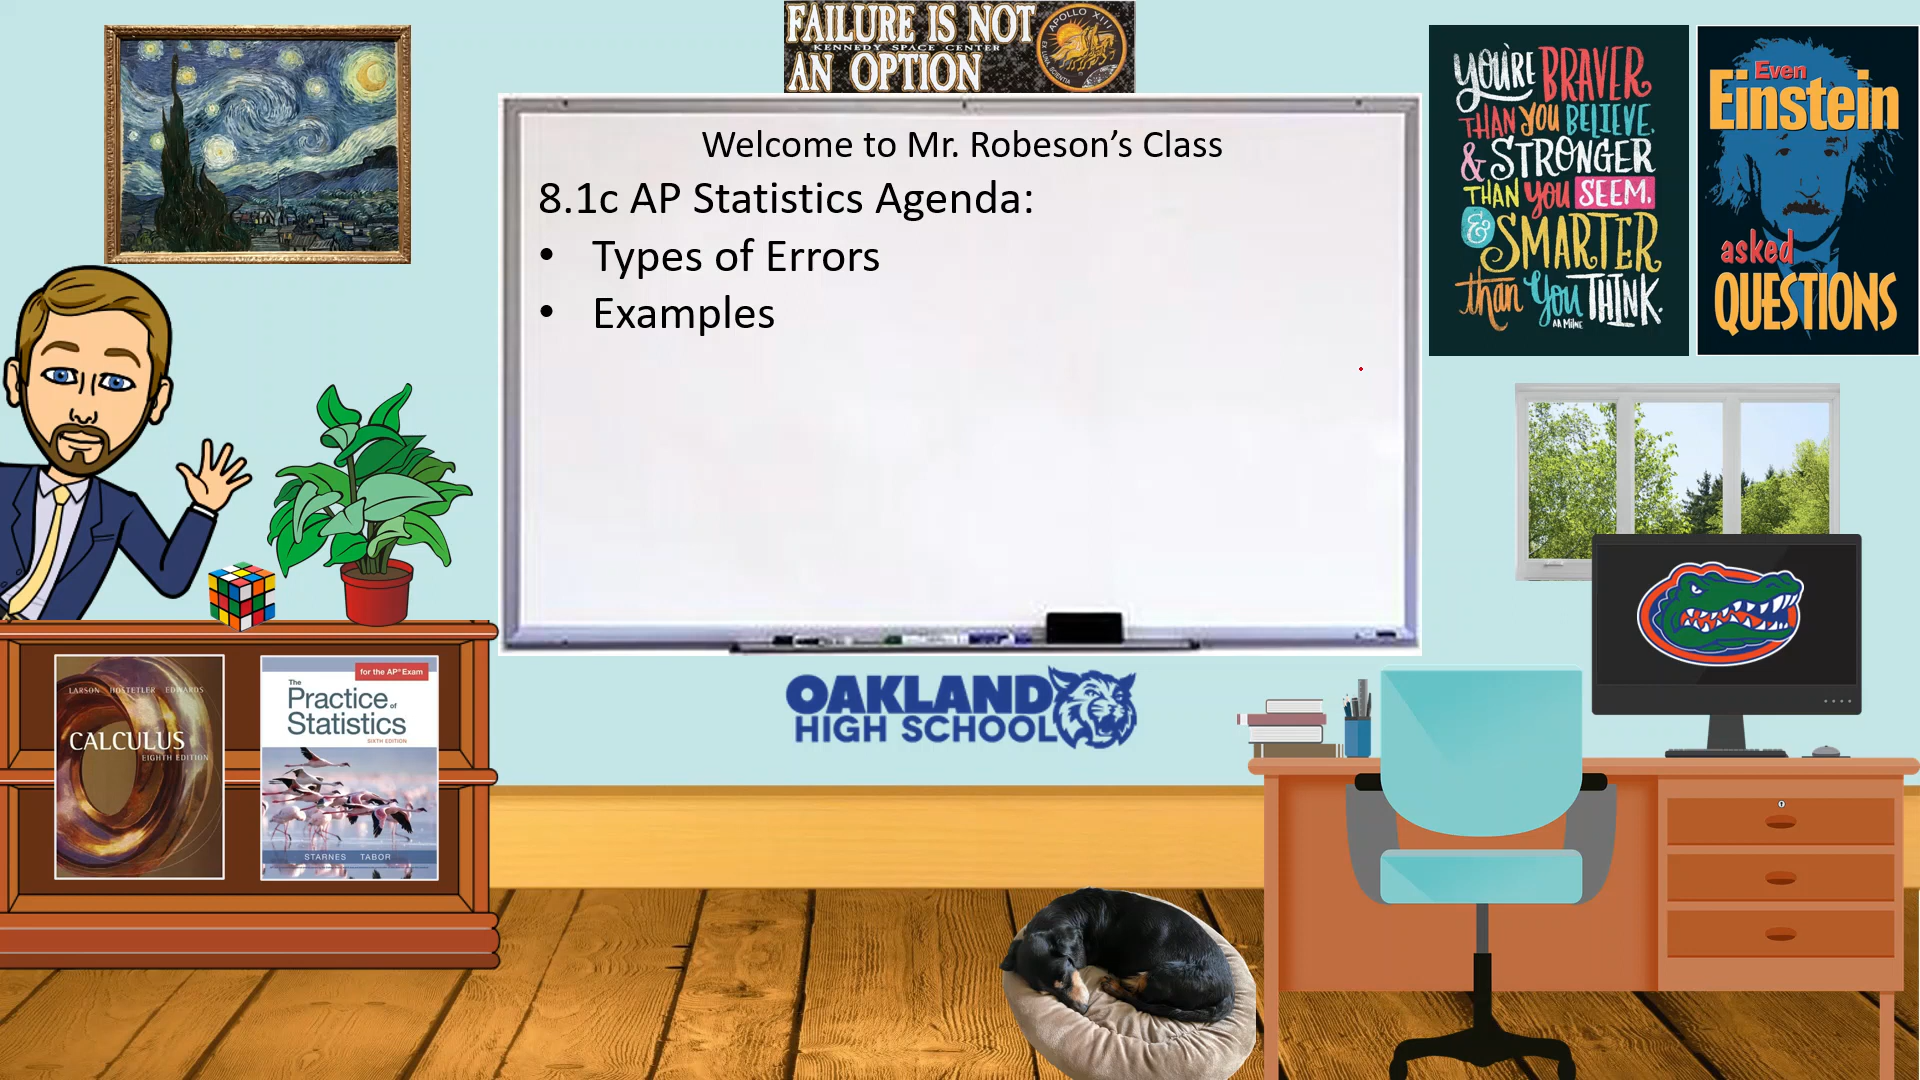 FAILURE IS NOT
KENNEDY SPACE CENTER
AN OPTION
APOLLO XIII
Welcome to Mr. Robeson’s Class
8.1c AP Statistics Agenda:
• Types of Errors
• Examples
YOU'RE BRAVER
THAN YOU BELIEVE,
& STRONGER
THAN YOU SEEM,
& SMARTER
than you THINK.
AA Milne
Even
Einstein
asked
QUESTIONS
LARSON HOSTETLER EDWARDS
CALCULUS
EIGHTH EDITION
for the AP® Exam
The
Practice of
Statistics
SIXTH EDITION
STARNES TABOR
OAKLAND
HIGH SCHOOL